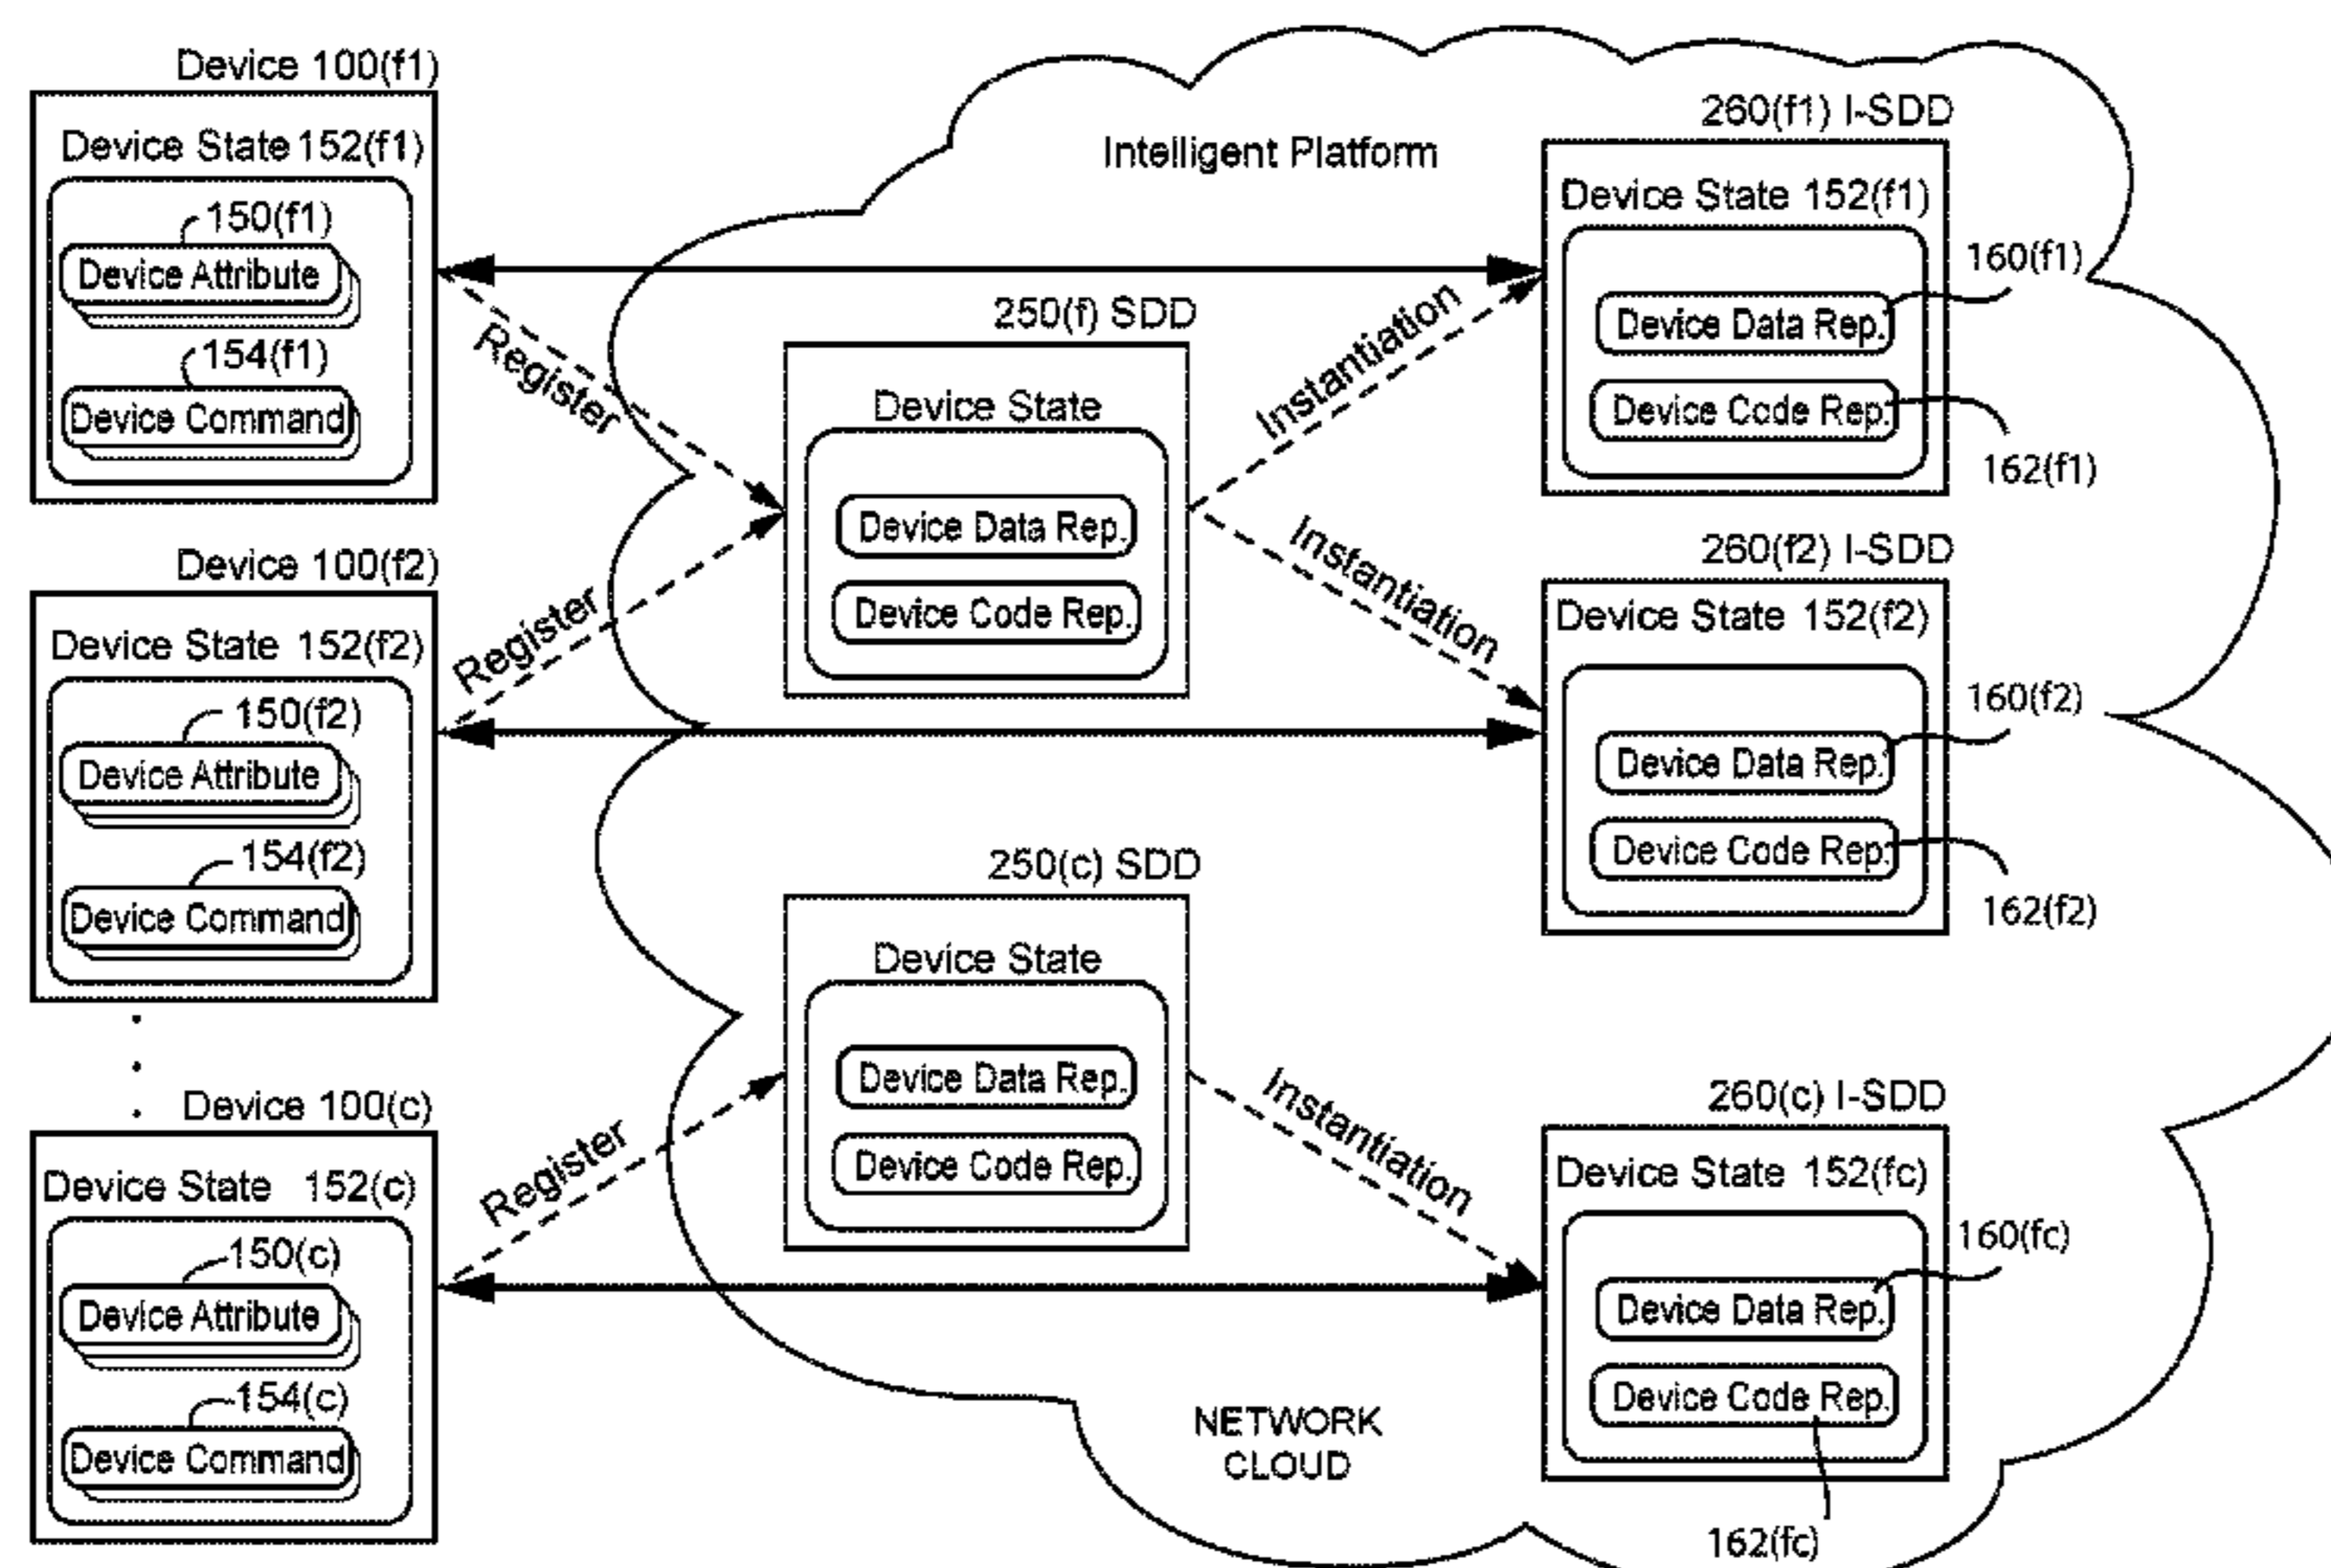 Device 100(f1)
Device State 152(f1)
150(f1)
Device Attribute
154(f1)
Device Command
Register
Device 100(f2)
Device State 152(f2)
150(f2)
Device Attribute
154(f2)
Device Command
Register
Device 100(c)
Device State 152(c)
150(c)
Device Attribute
154(c)
Device Command
Register
Intelligent Platform
250(f) SDD
Device State
Device Data Rep.
Device Code Rep.
Instantiation
Instantiation
250(c) SDD
Device State
Device Data Rep.
Device Code Rep.
Instantiation
NETWORK
CLOUD
260(f1) I-SDD
Device State 152(f1)
160(f1)
Device Data Rep.
Device Code Rep.
162(f1)
260(f2) I-SDD
Device State 152(f2)
160(f2)
Device Data Rep.
Device Code Rep.
162(f2)
260(c) I-SDD
Device State 152(fc)
160(fc)
Device Data Rep.
Device Code Rep.
162(fc)